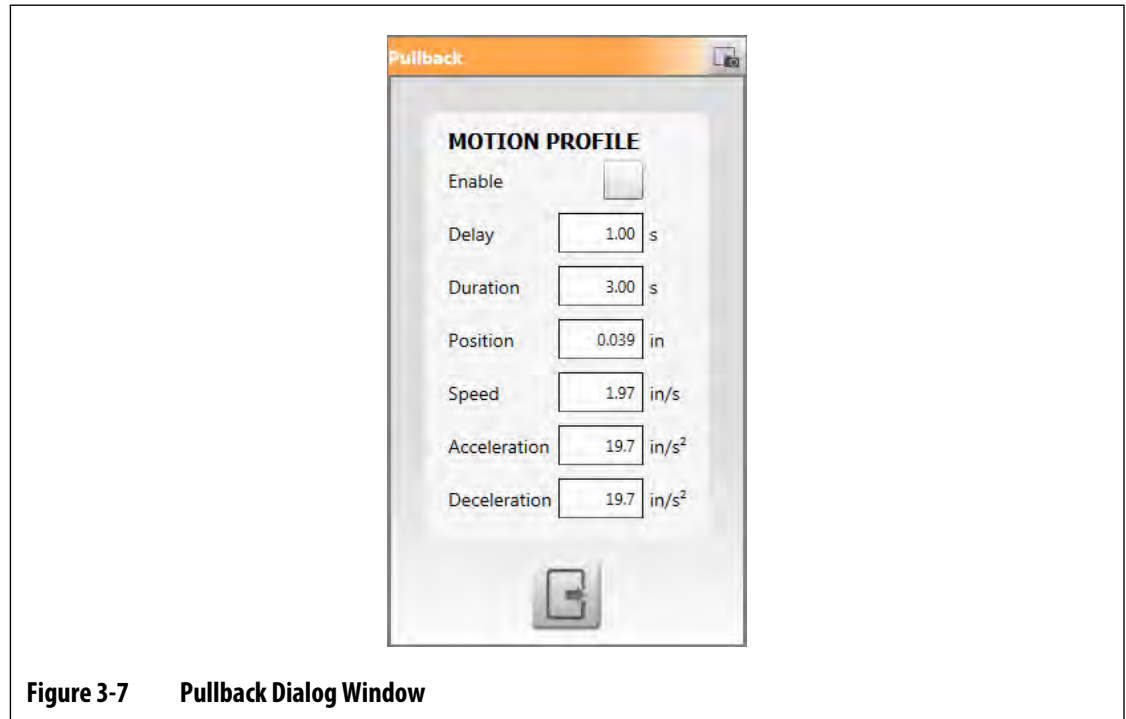 Pullback
MOTION PROFILE
Enable
Delay 1.00 s
Duration 3.00 s
Position 0.039 in
Speed 1.97 in/s
Acceleration 19.7 in/s²
Deceleration 19.7 in/s²
Figure 3-7 Pullback Dialog Window